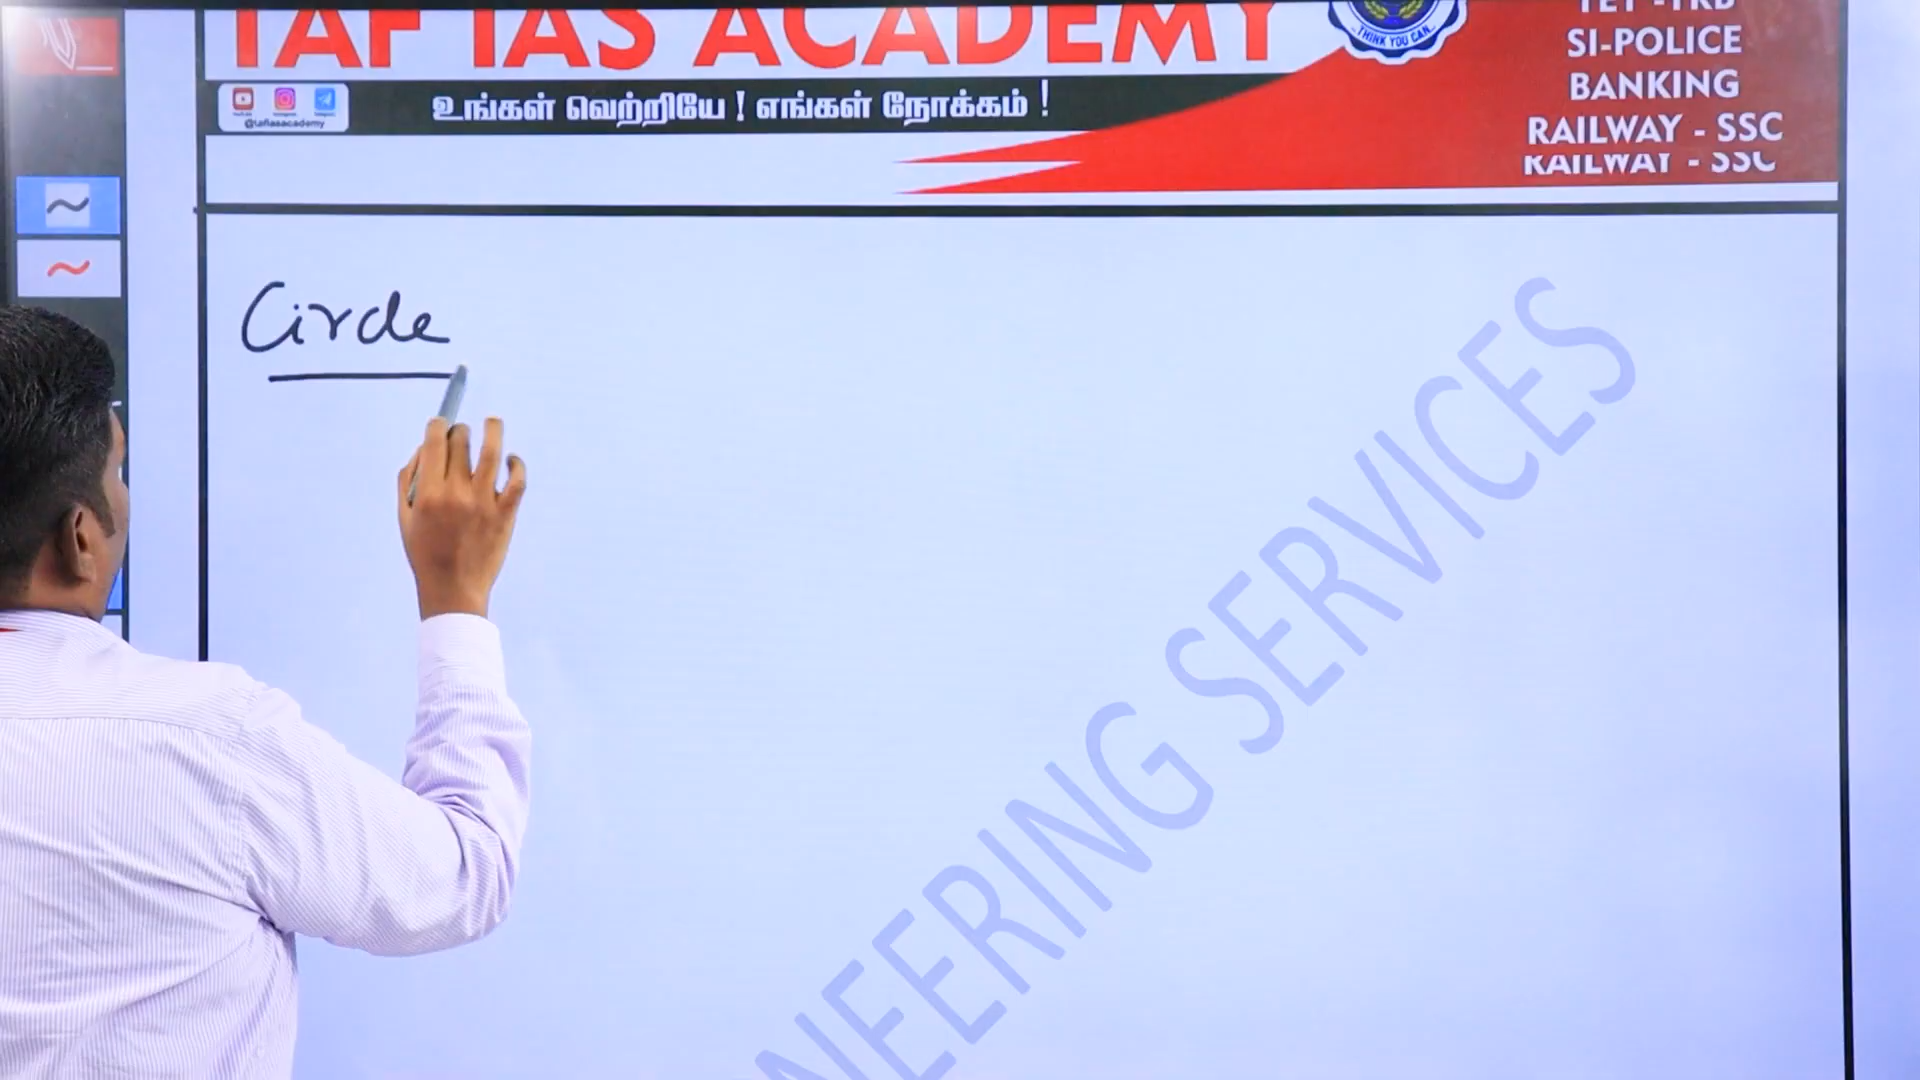 TAF IAS ACADEMY
THINK YOU CAN
TET - TRB
SI-POLICE
BANKING
RAILWAY - SSC
RAILWAY - SSC
@tafiasacademy
உங்கள் வெற்றியே ! எங்கள் நோக்கம் !
Circle
NEERING SERVICES